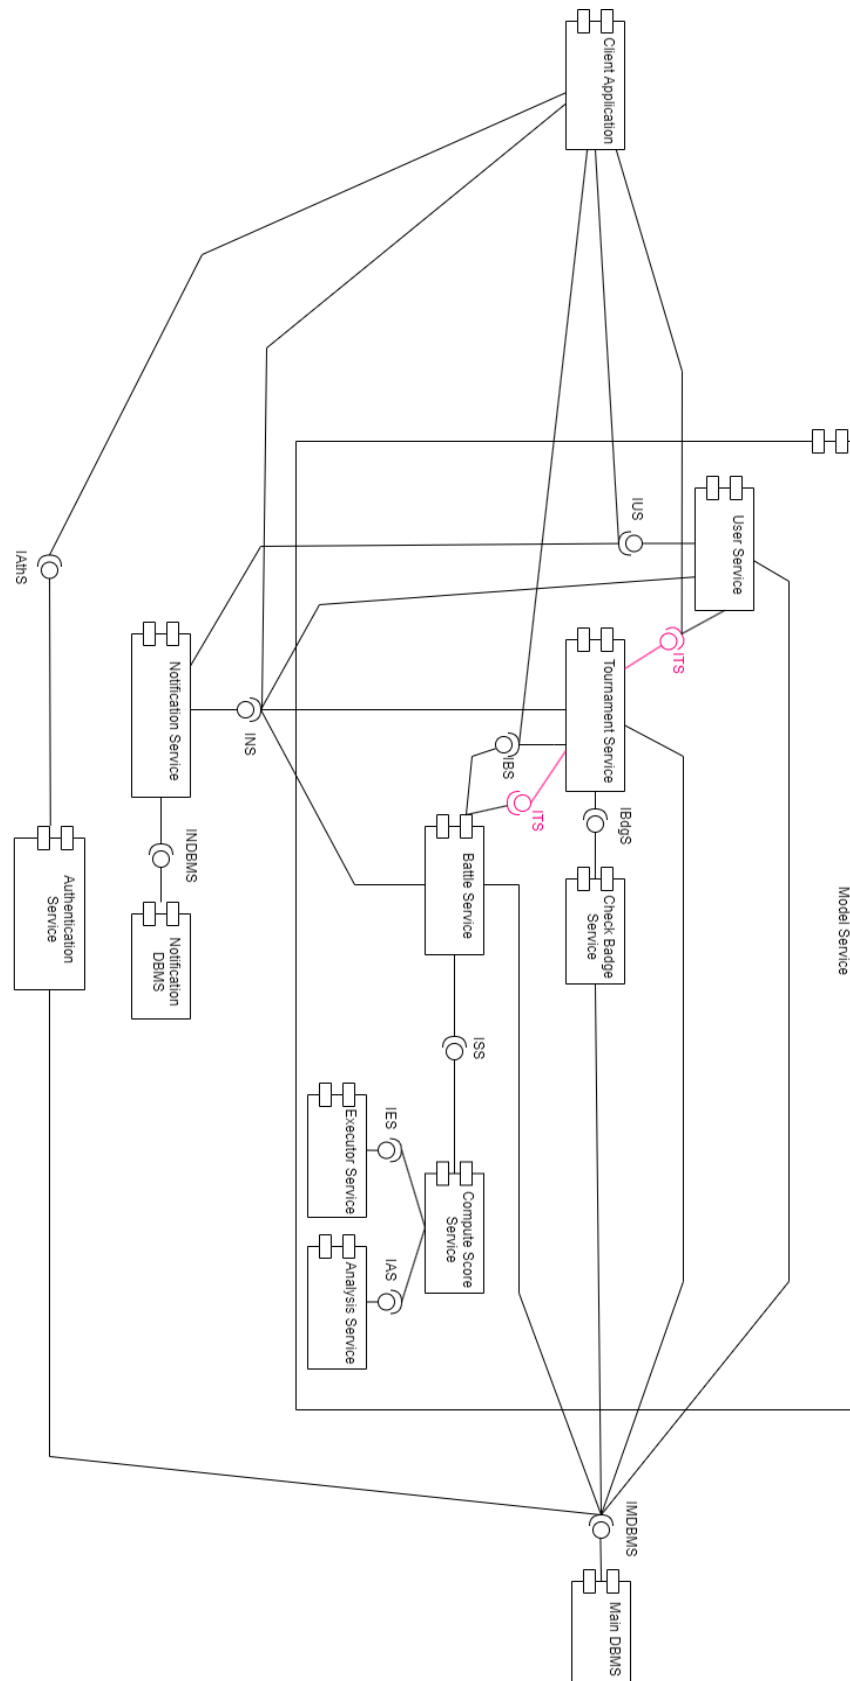 Client Application
IUS
User Service
IAthS
ITS
Notification Service
Tournament Service
INS
IBS
ITS
IBdgS
INDBMS
Battle Service
Authentication
Service
Check Badge
Service
Model Service
Notification
DBMS
ISS
IES
Executor Service
Compute Score
Service
IAS
Analysis Service
IMDBMS
Main DBMS